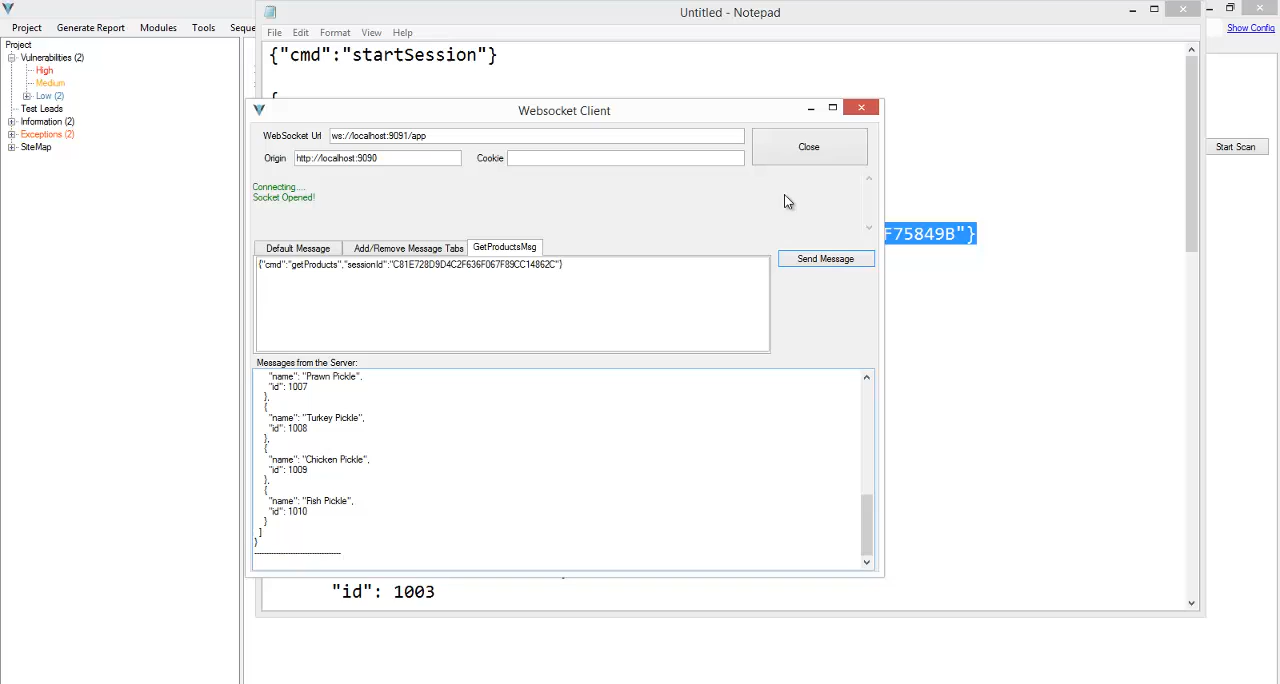 Untitled - Notepad
Project Generate Report Modules Tools Seque
File Edit Format View Help
Show Config
Project
Vulnerabilities (2)
High
Medium
Low (2)
Test Leads
Information (2)
Exceptions (2)
SiteMap
{"cmd":"startSession"}
{
Websocket Client
WebSocket Url ws://localhost:9091/app
Close
Origin http://localhost:9090 Cookie
Start Scan
Connecting....
Socket Opened!
F75849B"}
Default Message Add/Remove Message Tabs GetProductsMsg
Send Message
{"cmd":"getProducts","sessionId":"C81E728D9D4C2F636F067F89CC14862C"}
Messages from the Server:
"name": "Prawn Pickle",
"id": 1007
},
{
"name": "Turkey Pickle",
"id": 1008
},
{
"name": "Chicken Pickle",
"id": 1009
},
{
"name": "Fish Pickle",
"id": 1010
}
]
}
------------------------------------
"id": 1003